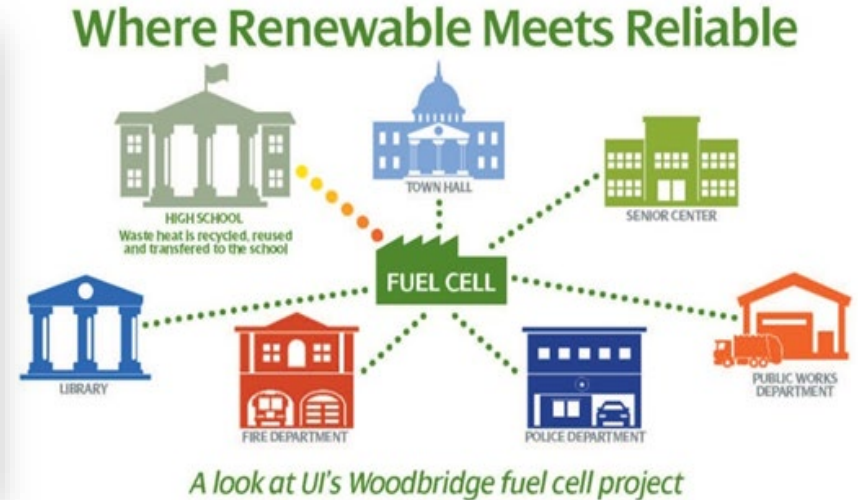 Where Renewable Meets Reliable
HIGH SCHOOL
Waste heat is recycled, reused
and transfered to the school
TOWN HALL
SENIOR CENTER
FUEL CELL
LIBRARY
FIRE DEPARTMENT
POLICE DEPARTMENT
PUBLIC WORKS
DEPARTMENT
A look at UI's Woodbridge fuel cell project